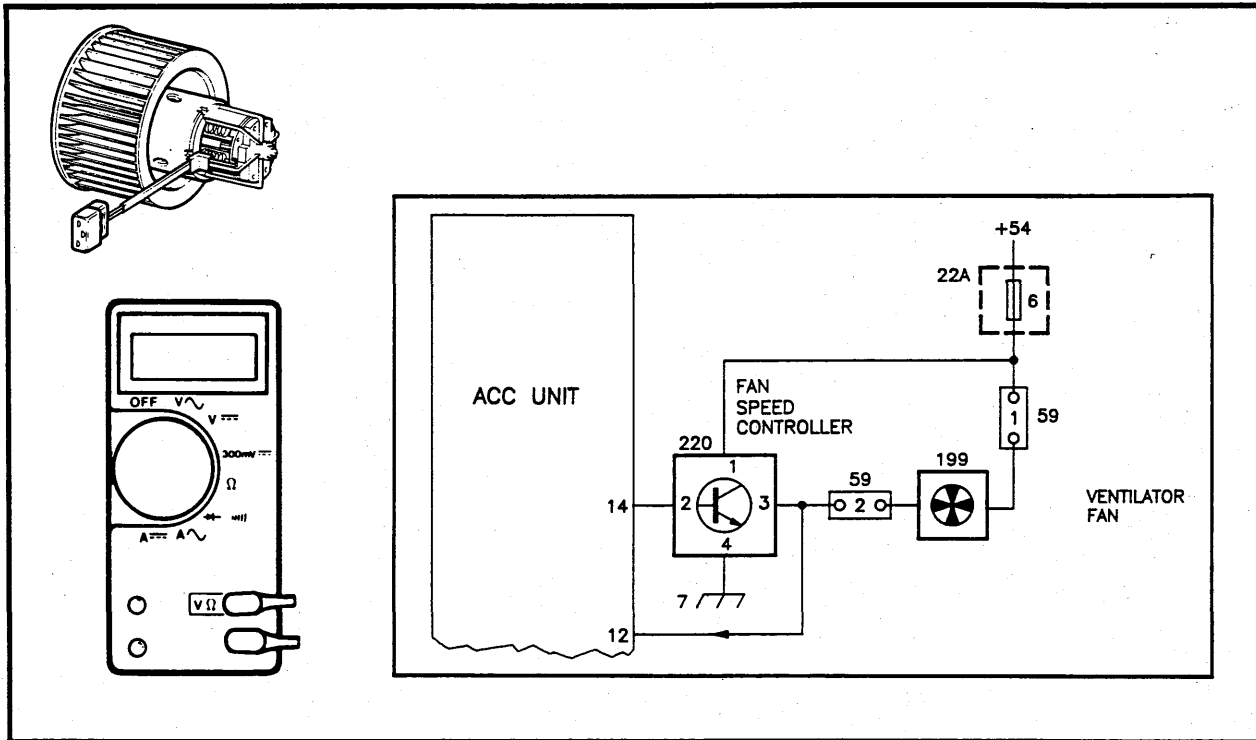 OFF
V
V
300mV
Ω
A
A
VΩ
ACC UNIT
14
12
FAN
SPEED
CONTROLLER
220
1
2
3
4
7
+54
22A
6
1
59
59
2
199
VENTILATOR
FAN